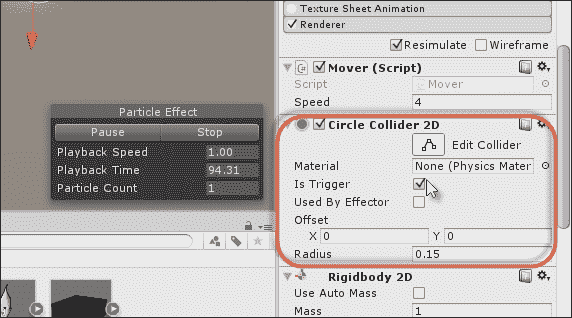 Texture Sheet Animation
Renderer
Resimulate Wireframe
Mover (Script)
Script Mover
Speed 4
Circle Collider 2D
Edit Collider
Material None (Physics Mater
Is Trigger
Used By Effector
Offset
X 0 Y 0
Radius 0.15
Rigidbody 2D
Use Auto Mass
Mass 1
Particle Effect
Pause Stop
Playback Speed 1.00
Playback Time 94.31
Particle Count 1